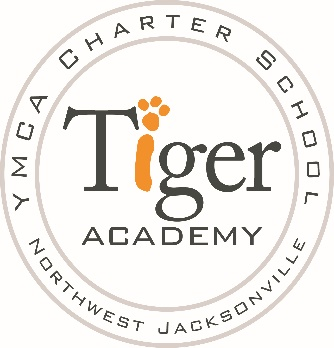 YMCA CHARTER SCHOOL
Tiger
ACADEMY
NORTHWEST JACKSONVILLE